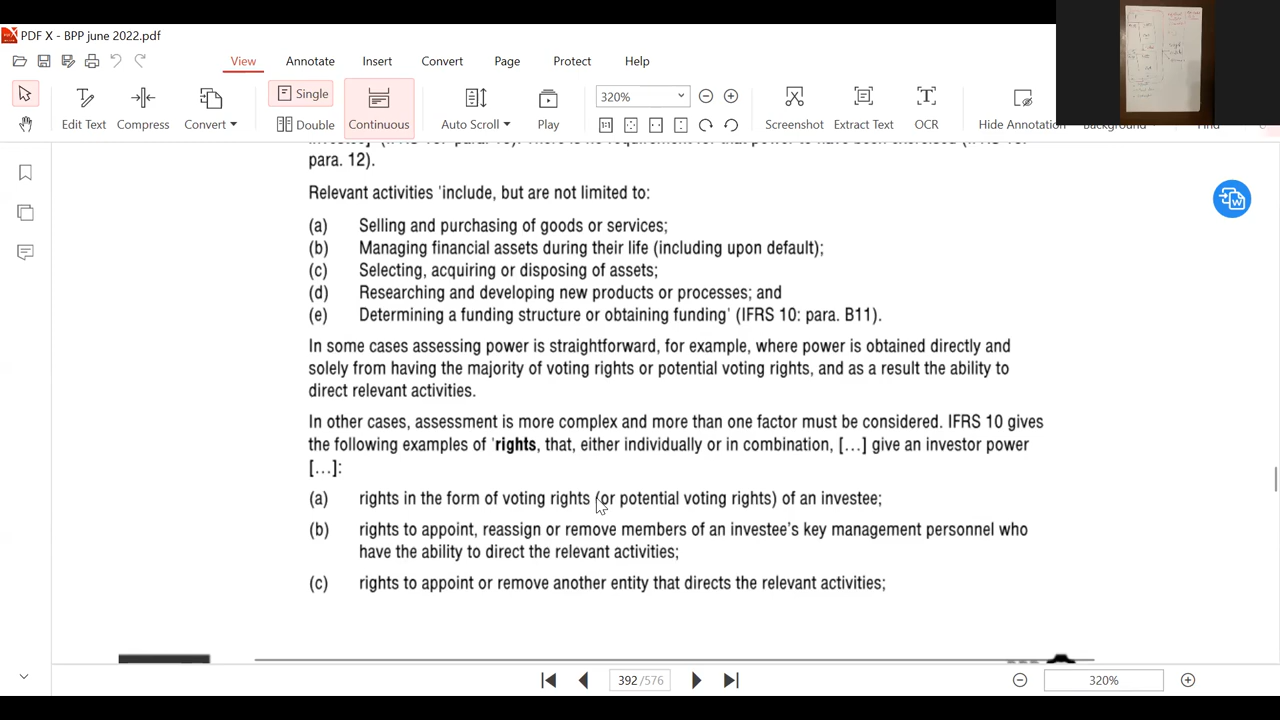 PDF X - BPP june 2022.pdf
View
Annotate
Insert
Convert
Page
Protect
Help
Single
Double
Continuous
Edit Text
Compress
Convert
Auto Scroll
Play
320%
Screenshot
Extract Text
OCR
Hide Annotation
para. 12).
Relevant activities 'include, but are not limited to:
(a) Selling and purchasing of goods or services;
(b) Managing financial assets during their life (including upon default);
(c) Selecting, acquiring or disposing of assets;
(d) Researching and developing new products or processes; and
(e) Determining a funding structure or obtaining funding' (IFRS 10: para. B11).
In some cases assessing power is straightforward, for example, where power is obtained directly and
solely from having the majority of voting rights or potential voting rights, and as a result the ability to
direct relevant activities.
In other cases, assessment is more complex and more than one factor must be considered. IFRS 10 gives
the following examples of 'rights, that, either individually or in combination, […] give an investor power
[…]:
(a) rights in the form of voting rights (or potential voting rights) of an investee;
(b) rights to appoint, reassign or remove members of an investee's key management personnel who
have the ability to direct the relevant activities;
(c) rights to appoint or remove another entity that directs the relevant activities;
392 /576
320%